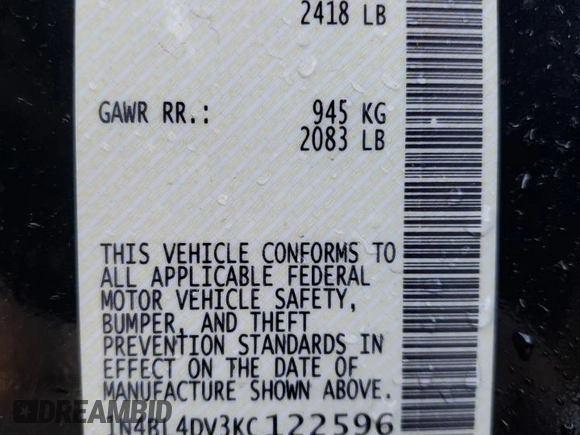 2418 LB
GAWR RR.: 945 KG
2083 LB
THIS VEHICLE CONFORMS TO
ALL APPLICABLE FEDERAL
MOTOR VEHICLE SAFETY,
BUMPER, AND THEFT
PREVENTION STANDARDS IN
EFFECT ON THE DATE OF
MANUFACTURE SHOWN ABOVE.
1N4BL4DV3KC122596
DREAMBID